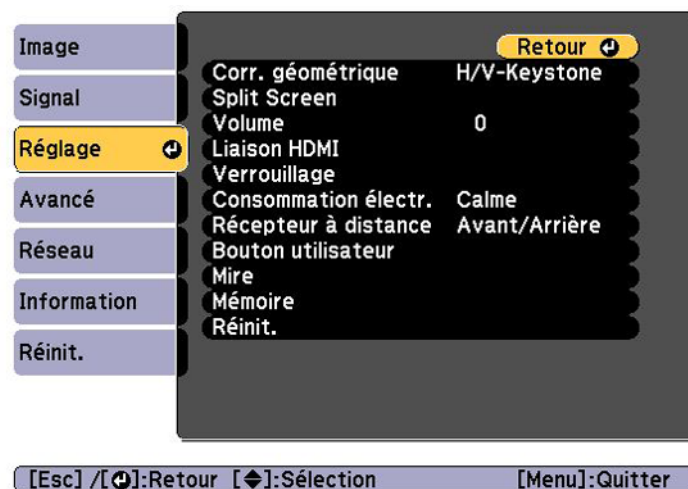 Image
Signal
Réglage
Avancé
Réseau
Information
Réinit.
Retour
Corr. géométrique H/V-Keystone
Split Screen
Volume 0
Liaison HDMI
Verrouillage
Consommation électr. Calme
Récepteur à distance Avant/Arrière
Bouton utilisateur
Mire
Mémoire
Réinit.
[Esc] /[⏎]:Retour [◆]:Sélection [Menu]:Quitter